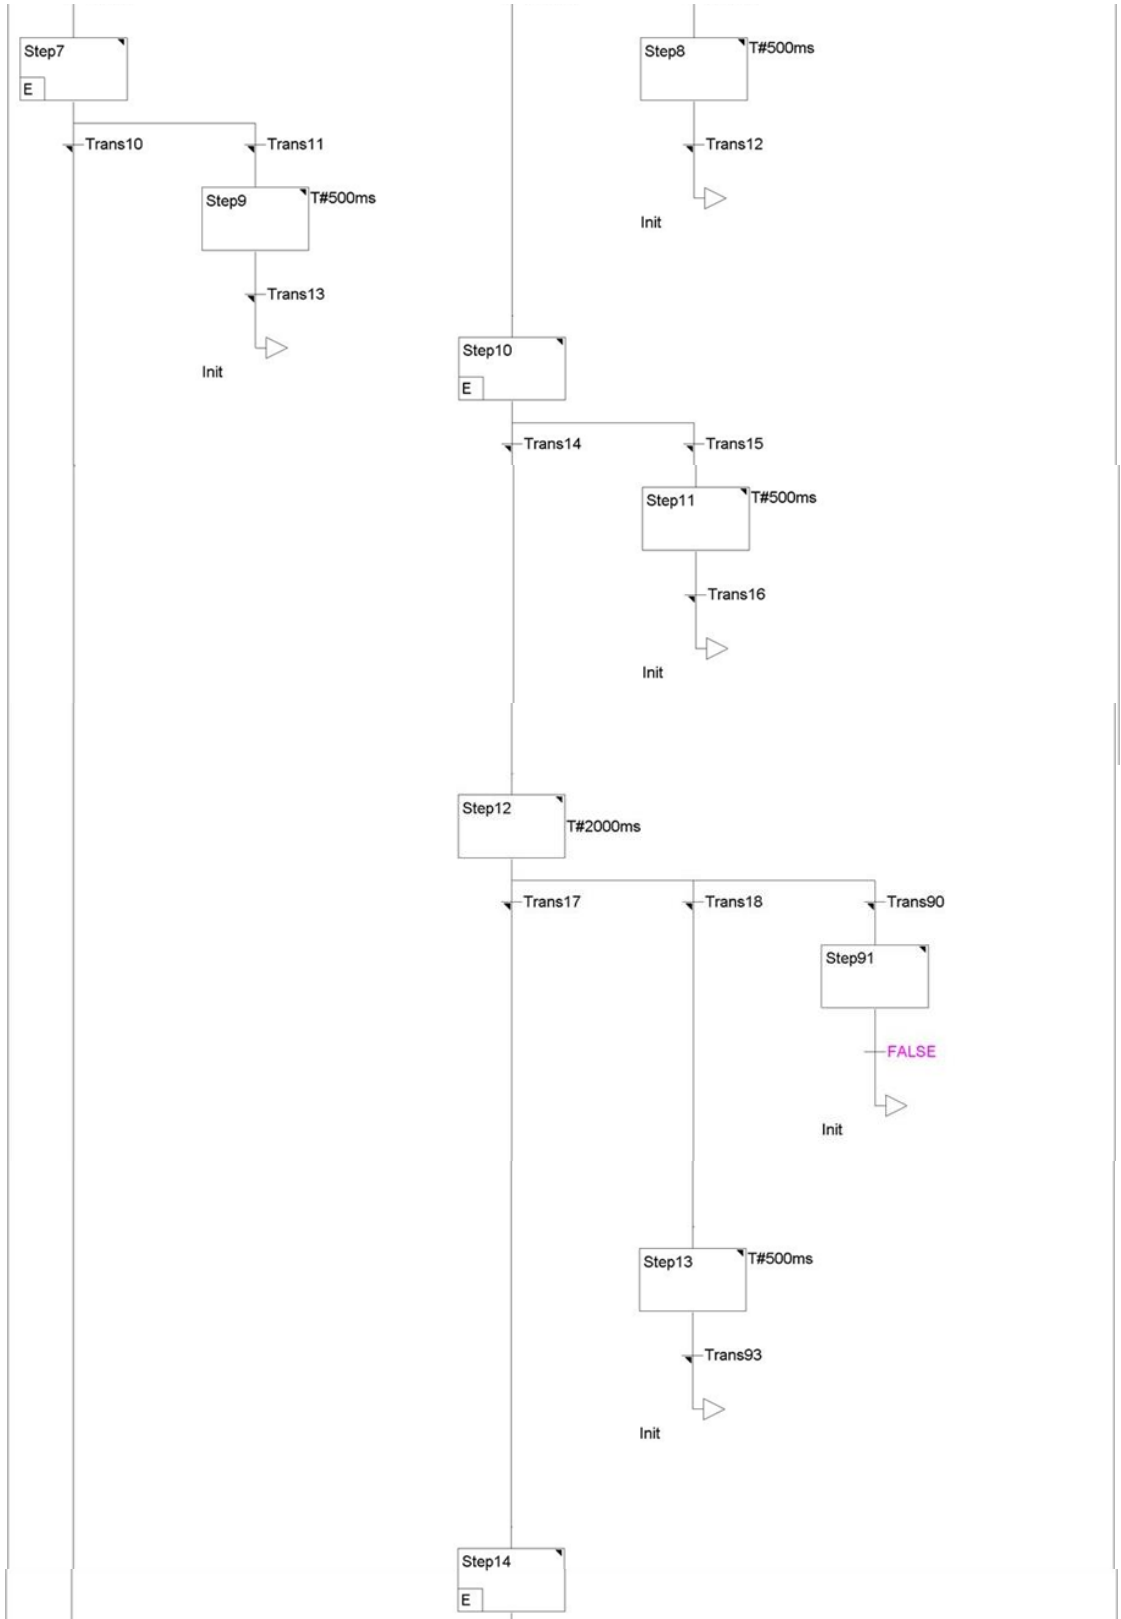 Step7
E
Step8
T#500ms
Trans10
Trans11
Trans12
Step9
T#500ms
Init
Trans13
Init
Step10
E
Trans14
Trans15
Step11
T#500ms
Trans16
Init
Step12
T#2000ms
Trans17
Trans18
Trans90
Step91
FALSE
Init
Step13
T#500ms
Trans93
Init
Step14
E